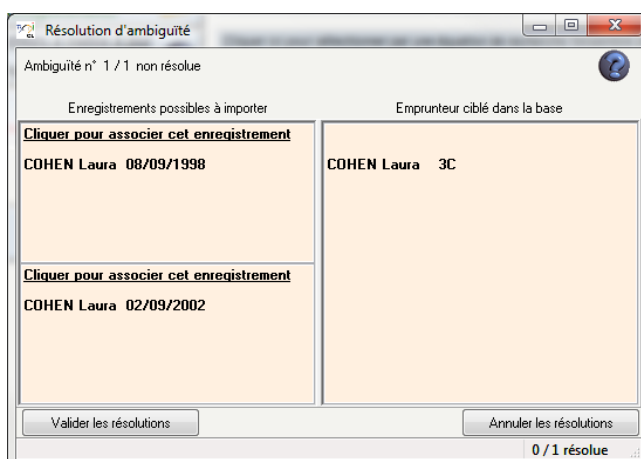 Résolution d'ambiguïté
Ambiguïté n° 1 / 1 non résolue
Enregistrements possibles à importer
Emprunteur ciblé dans la base
Cliquer pour associer cet enregistrement
COHEN Laura 08/09/1998
COHEN Laura 3C
Cliquer pour associer cet enregistrement
COHEN Laura 02/09/2002
Valider les résolutions
Annuler les résolutions
0 / 1 résolue